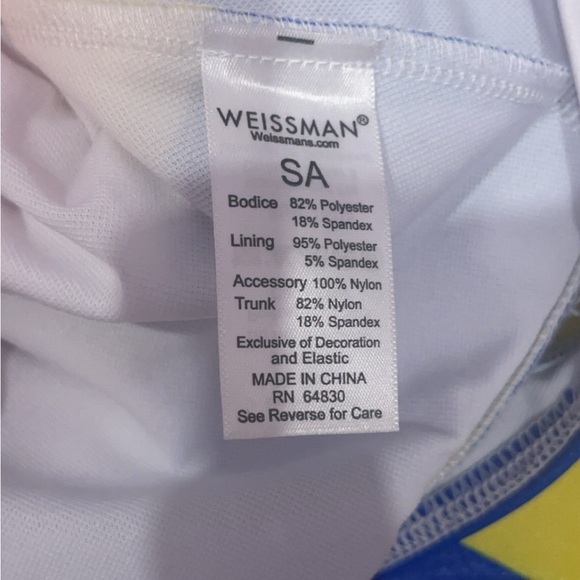 WEISSMAN®
Weissmans.com
SA
Bodice 82% Polyester
18% Spandex
Lining 95% Polyester
5% Spandex
Accessory 100% Nylon
Trunk 82% Nylon
18% Spandex
Exclusive of Decoration
and Elastic
MADE IN CHINA
RN 64830
See Reverse for Care